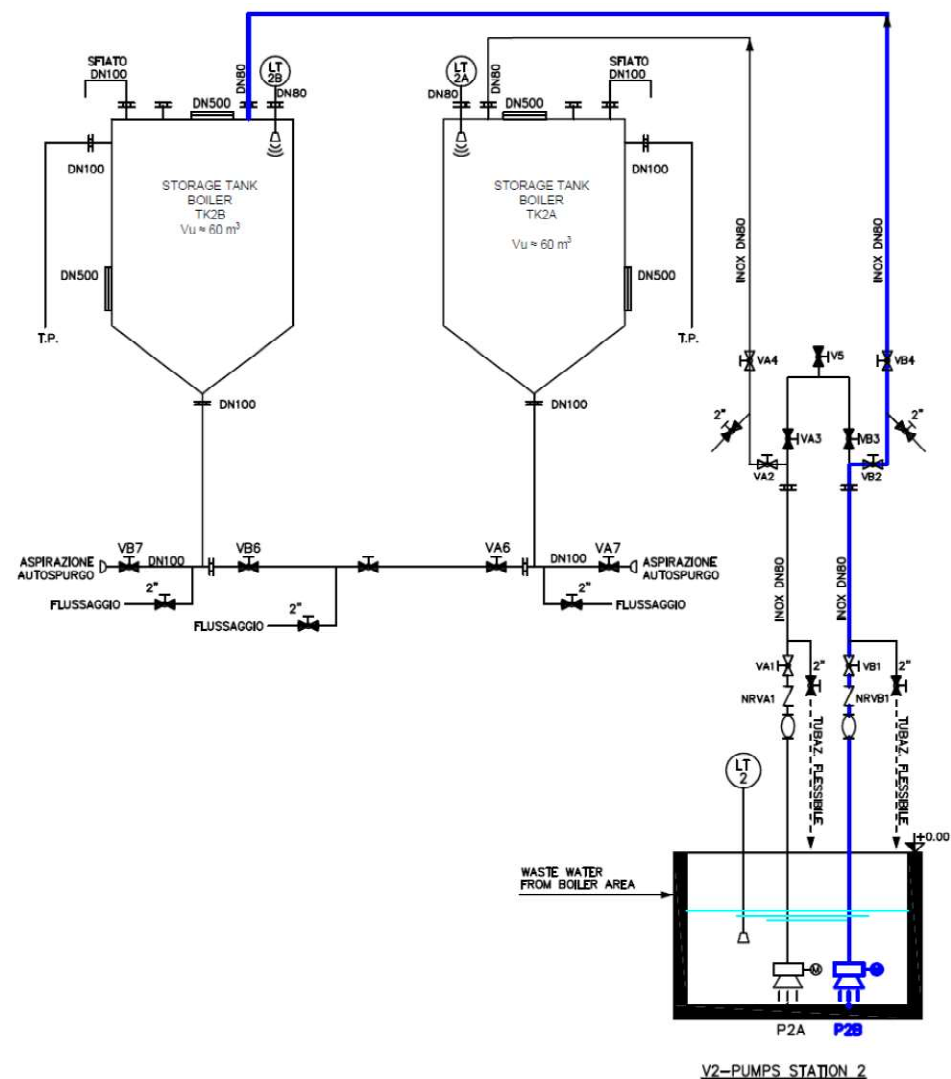 SFIATO
DN100
DN80
LT
2B
DN80
DN500
DN100
STORAGE TANK
BOILER
TK2B
Vu ≈ 60 m³
DN500
T.P.
DN100
LT
2A
DN80
DN80
DN500
SFIATO
DN100
STORAGE TANK
BOILER
TK2A
Vu ≈ 60 m³
DN100
DN500
T.P.
DN100
INOX DN80
INOX DN80
VA4
V5
VB4
2"
VA3
VB3
2"
VA2
VB2
ASPIRAZIONE
AUTOSPURGO
VB7
DN100
VB6
VA6
DN100
VA7
ASPIRAZIONE
AUTOSPURGO
FLUSSAGGIO
2"
FLUSSAGGIO
2"
2"
FLUSSAGGIO
INOX DN80
INOX DN80
VA1
2"
VB1
2"
NRVA1
NRVB1
TUBAZ. FLESSIBILE
TUBAZ. FLESSIBILE
LT
2
+0.00
WASTE WATER
FROM BOILER AREA
M
P2A
P2B
V2-PUMPS STATION 2